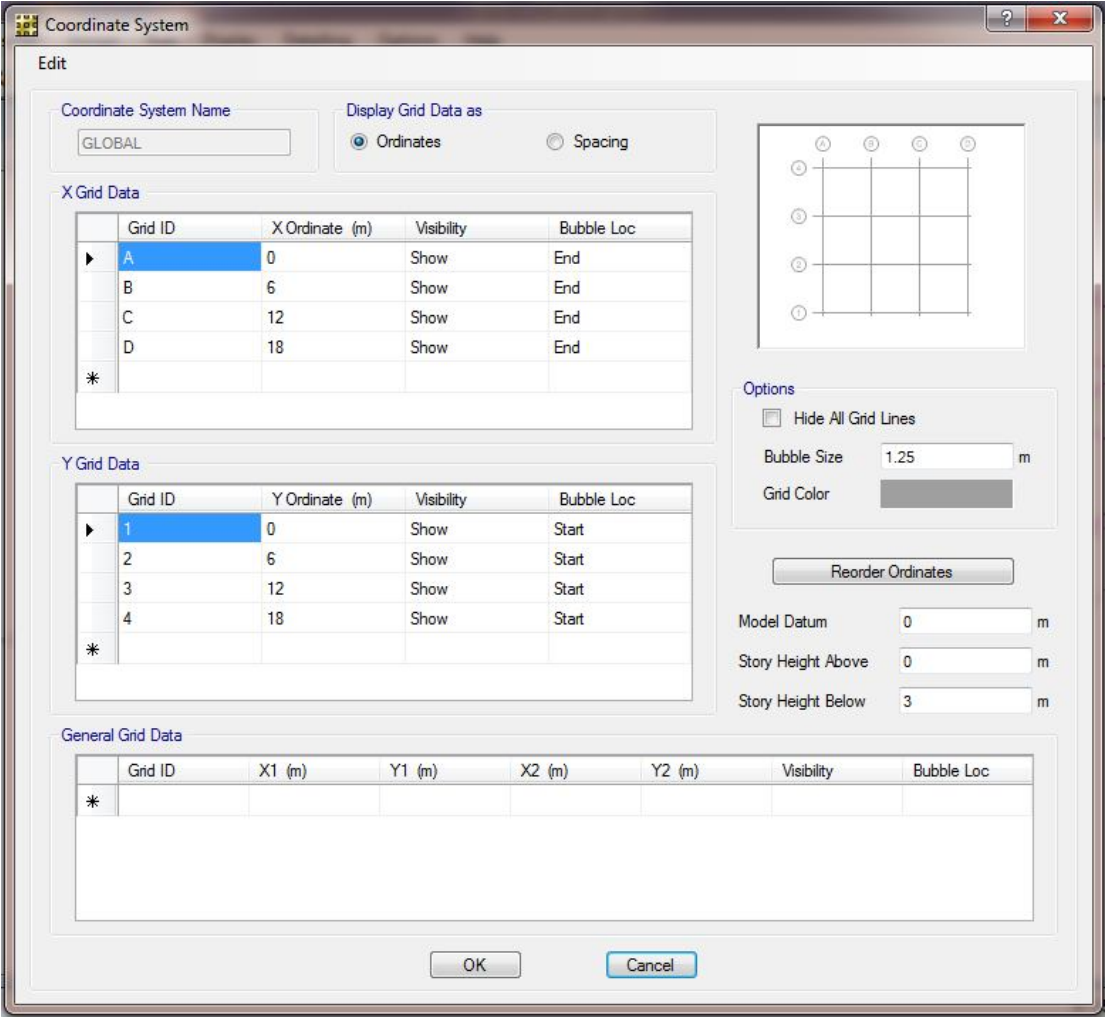 Coordinate System
Edit
Coordinate System Name
GLOBAL
Display Grid Data as
Ordinates
Spacing
X Grid Data
Grid ID X Ordinate (m) Visibility Bubble Loc
A 0 Show End
B 6 Show End
C 12 Show End
D 18 Show End
*
Y Grid Data
Grid ID Y Ordinate (m) Visibility Bubble Loc
1 0 Show Start
2 6 Show Start
3 12 Show Start
4 18 Show Start
*
A B C D
4
3
2
1
Options
Hide All Grid Lines
Bubble Size 1.25 m
Grid Color
Reorder Ordinates
Model Datum 0 m
Story Height Above 0 m
Story Height Below 3 m
General Grid Data
Grid ID X1 (m) Y1 (m) X2 (m) Y2 (m) Visibility Bubble Loc
*
OK Cancel